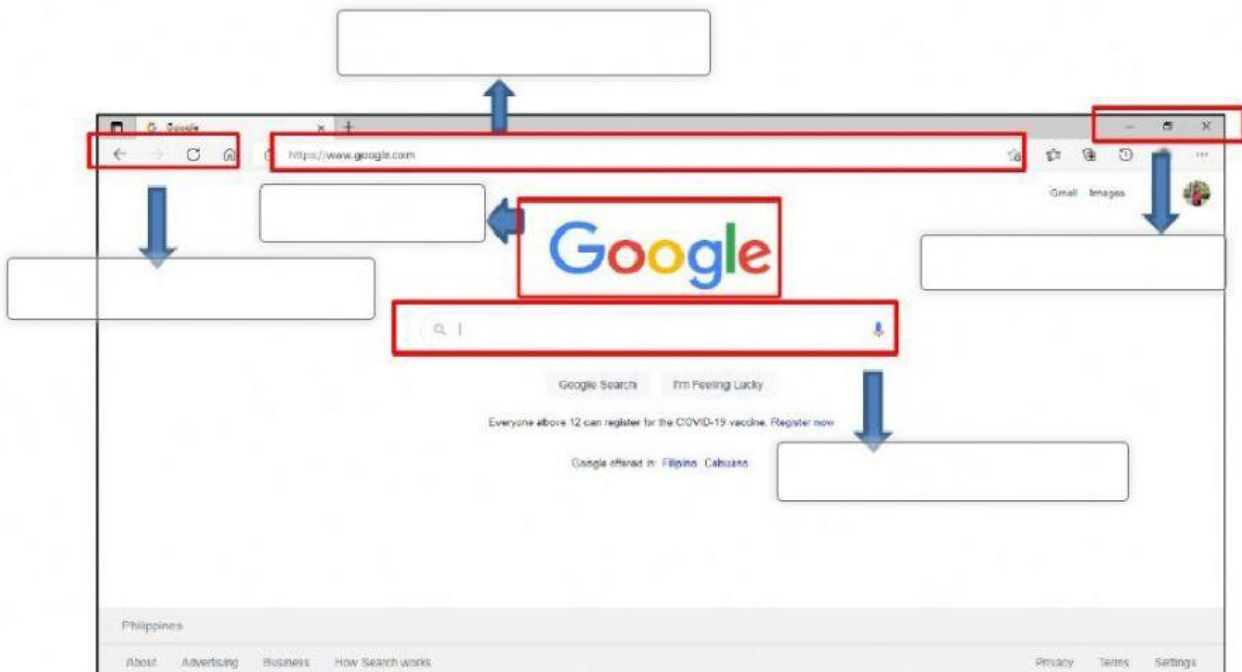 Google
https://www.google.com
Gmail Images
Google
Google Search I'm Feeling Lucky
Everyone above 12 can register for the COVID-19 vaccine. Register now
Google offered in: Filipino Cebuano
Philippines
About Advertising Business How Search works
Privacy Terms Settings